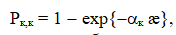 Pк,к = 1 – exp{–αк æ},